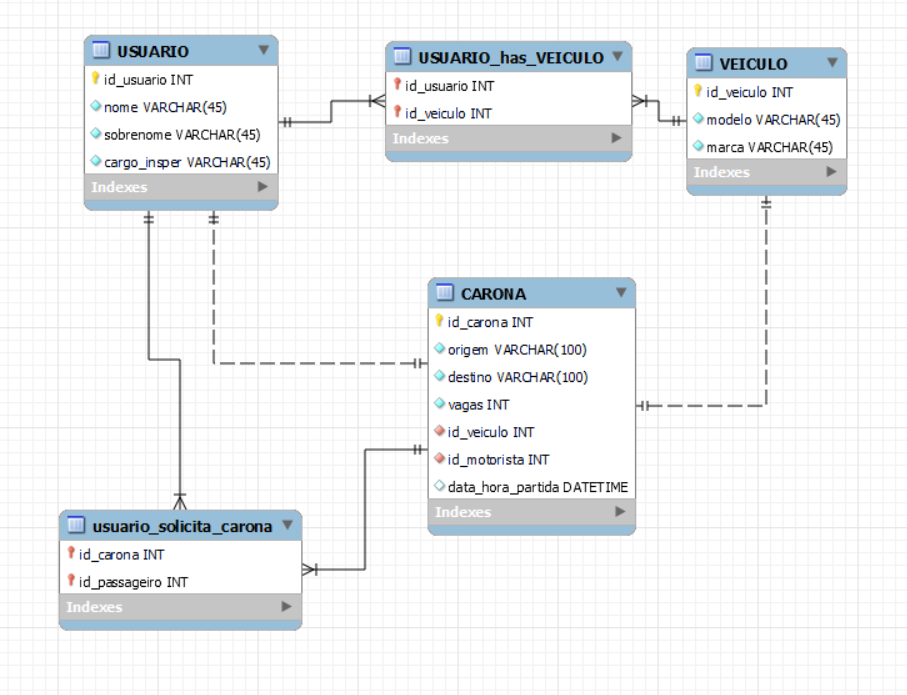 USUARIO
id_usuario INT
nome VARCHAR(45)
sobrenome VARCHAR(45)
cargo_insper VARCHAR(45)
Indexes
USUARIO_has_VEICULO
id_usuario INT
id_veiculo INT
Indexes
VEICULO
id_veiculo INT
modelo VARCHAR(45)
marca VARCHAR(45)
Indexes
CARONA
id_carona INT
origem VARCHAR(100)
destino VARCHAR(100)
vagas INT
id_veiculo INT
id_motorista INT
data_hora_partida DATETIME
Indexes
usuario_solicita_carona
id_carona INT
id_passageiro INT
Indexes